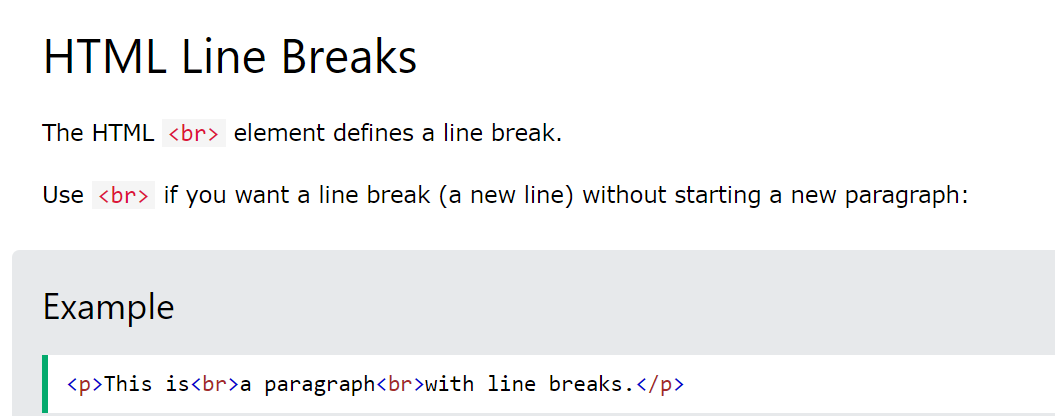 HTML Line Breaks
The HTML <br> element defines a line break.
Use <br> if you want a line break (a new line) without starting a new paragraph:
Example
<p>This is<br>a paragraph<br>with line breaks.</p>